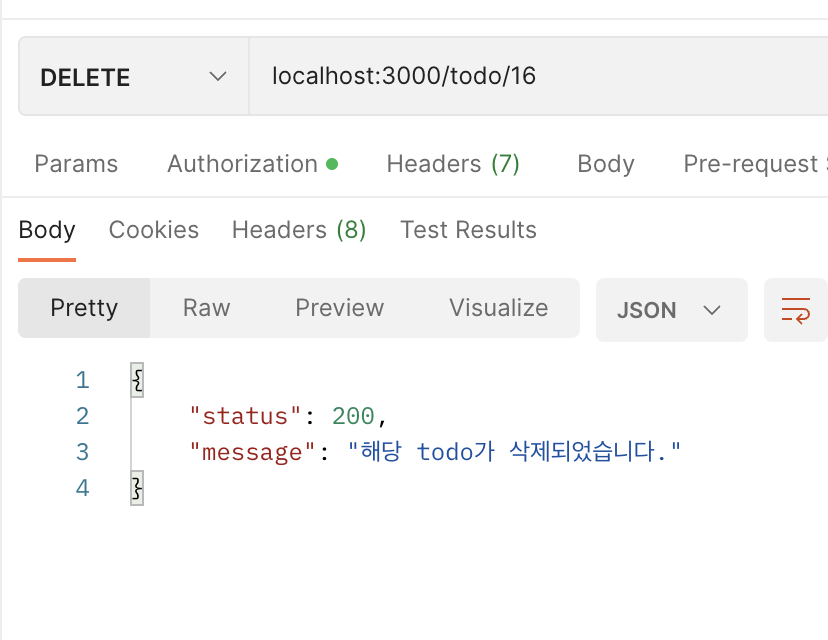 DELETE localhost:3000/todo/16
Params Authorization Headers (7) Body Pre-request
Body Cookies Headers (8) Test Results
Pretty Raw Preview Visualize JSON
1 {
2 "status": 200,
3 "message": "해당 todo가 삭제되었습니다."
4 }